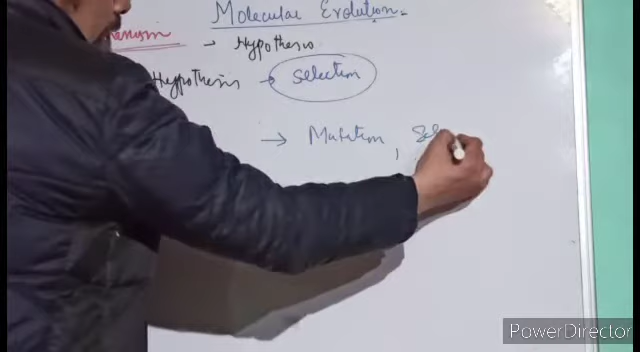 Molecular Evolution.
→ Hypothesis
Hypothesis → Selection
→ Mutation,
PowerDirector